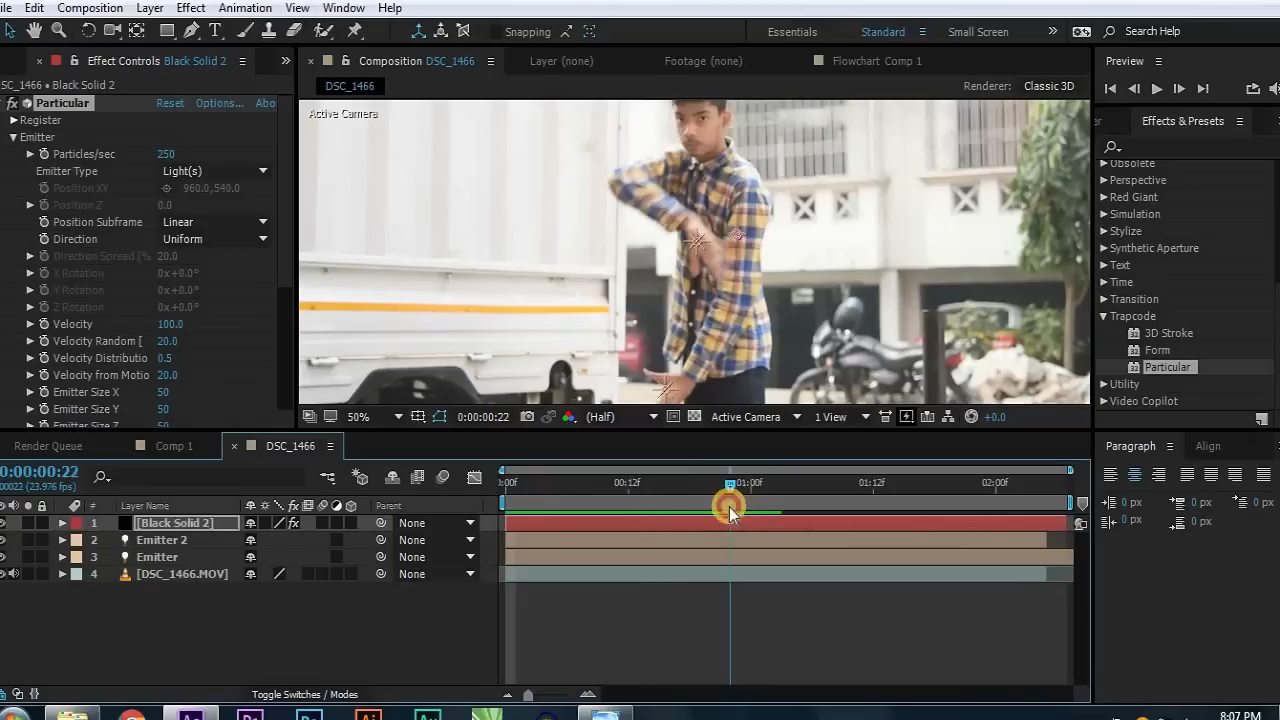 ile Edit Composition Layer Effect Animation View Window Help
Snapping Essentials Standard Small Screen Search Help
Effect Controls Black Solid 2
SC_1466 • Black Solid 2
fx Particular Reset Options... Abo
Register
Emitter
Particles/sec 250
Emitter Type Light(s)
Position XY 960.0,540.0
Position Z 0.0
Position Subframe Linear
Direction Uniform
Direction Spread [% 20.0
X Rotation 0x+0.0°
Y Rotation 0x+0.0°
Z Rotation 0x+0.0°
Velocity 100.0
Velocity Random [ 20.0
Velocity Distributio 0.5
Velocity from Motio 20.0
Emitter Size X 50
Emitter Size Y 50
Emitter Size Z 50
Composition DSC_1466 Layer (none) Footage (none) Flowchart Comp 1
DSC_1466 Renderer: Classic 3D
Active Camera
50% 0:00:00:22 (Half) Active Camera 1 View +0.0
Preview
Effects & Presets
Obsolete
Perspective
Red Giant
Simulation
Stylize
Synthetic Aperture
Text
Time
Transition
Trapcode
3D Stroke
Form
Particular
Utility
Video Copilot
Render Queue Comp 1 DSC_1466
0:00:00:22
00022 (23.976 fps)
:00f 00:12f 01:00f 01:12f 02:00f
# Layer Name fx Parent
1 [Black Solid 2] fx None
2 Emitter 2 None
3 Emitter None
4 [DSC_1466.MOV] None
Toggle Switches / Modes
Paragraph Align
0 px 0 px 0 px
0 px 0 px
8:07 PM